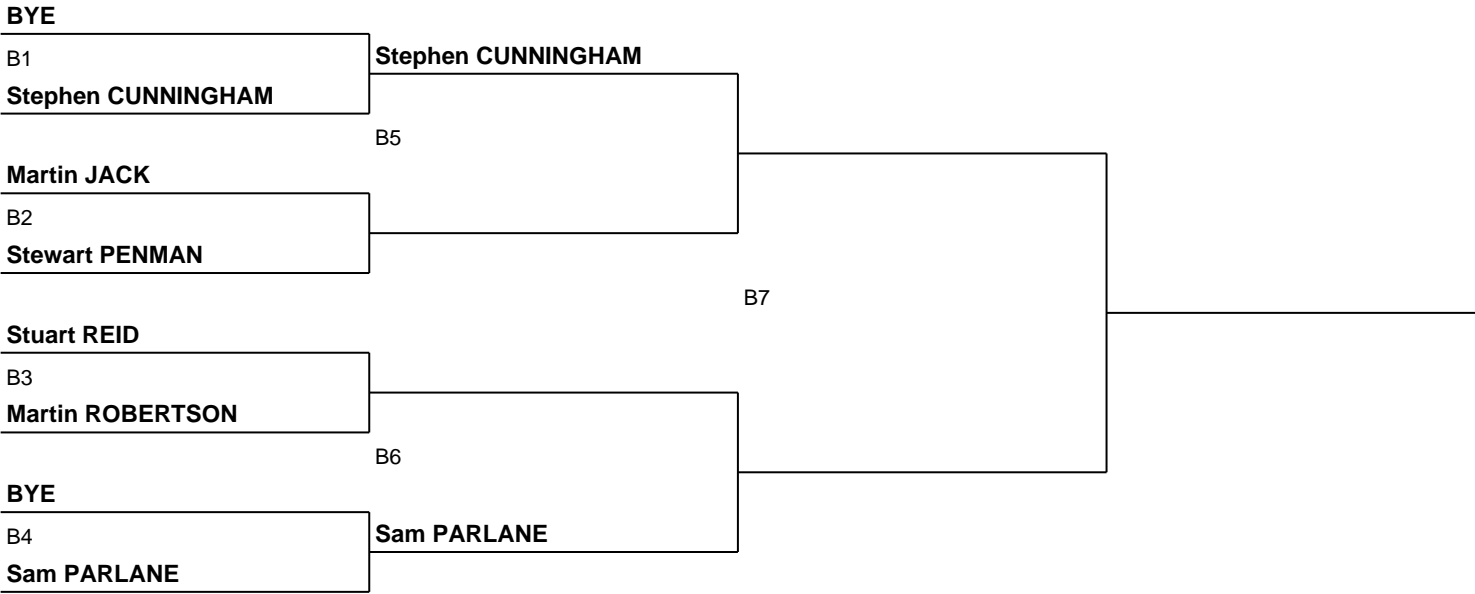 BYE
B1
Stephen CUNNINGHAM
Stephen CUNNINGHAM
B5
Martin JACK
B2
Stewart PENMAN
B7
Stuart REID
B3
Martin ROBERTSON
B6
BYE
B4
Sam PARLANE
Sam PARLANE